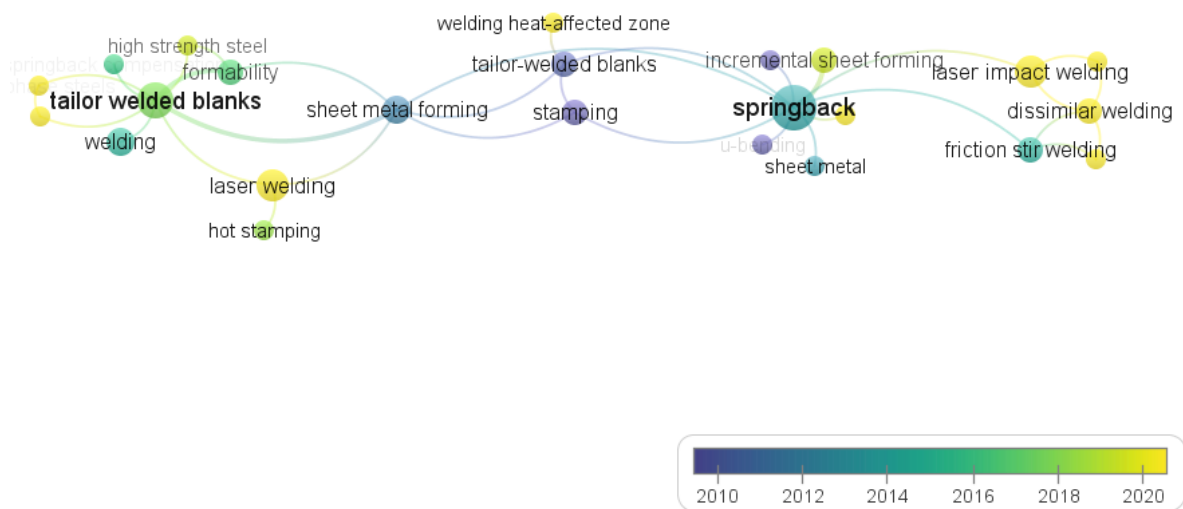 welding heat-affected zone
high strength steel
springback compensation
formability
tailor-welded blanks
incremental sheet forming
laser impact welding
tailor welded blanks
sheet metal forming
stamping
springback
dissimilar welding
welding
u-bending
friction stir welding
sheet metal
laser welding
hot stamping
2010 2012 2014 2016 2018 2020